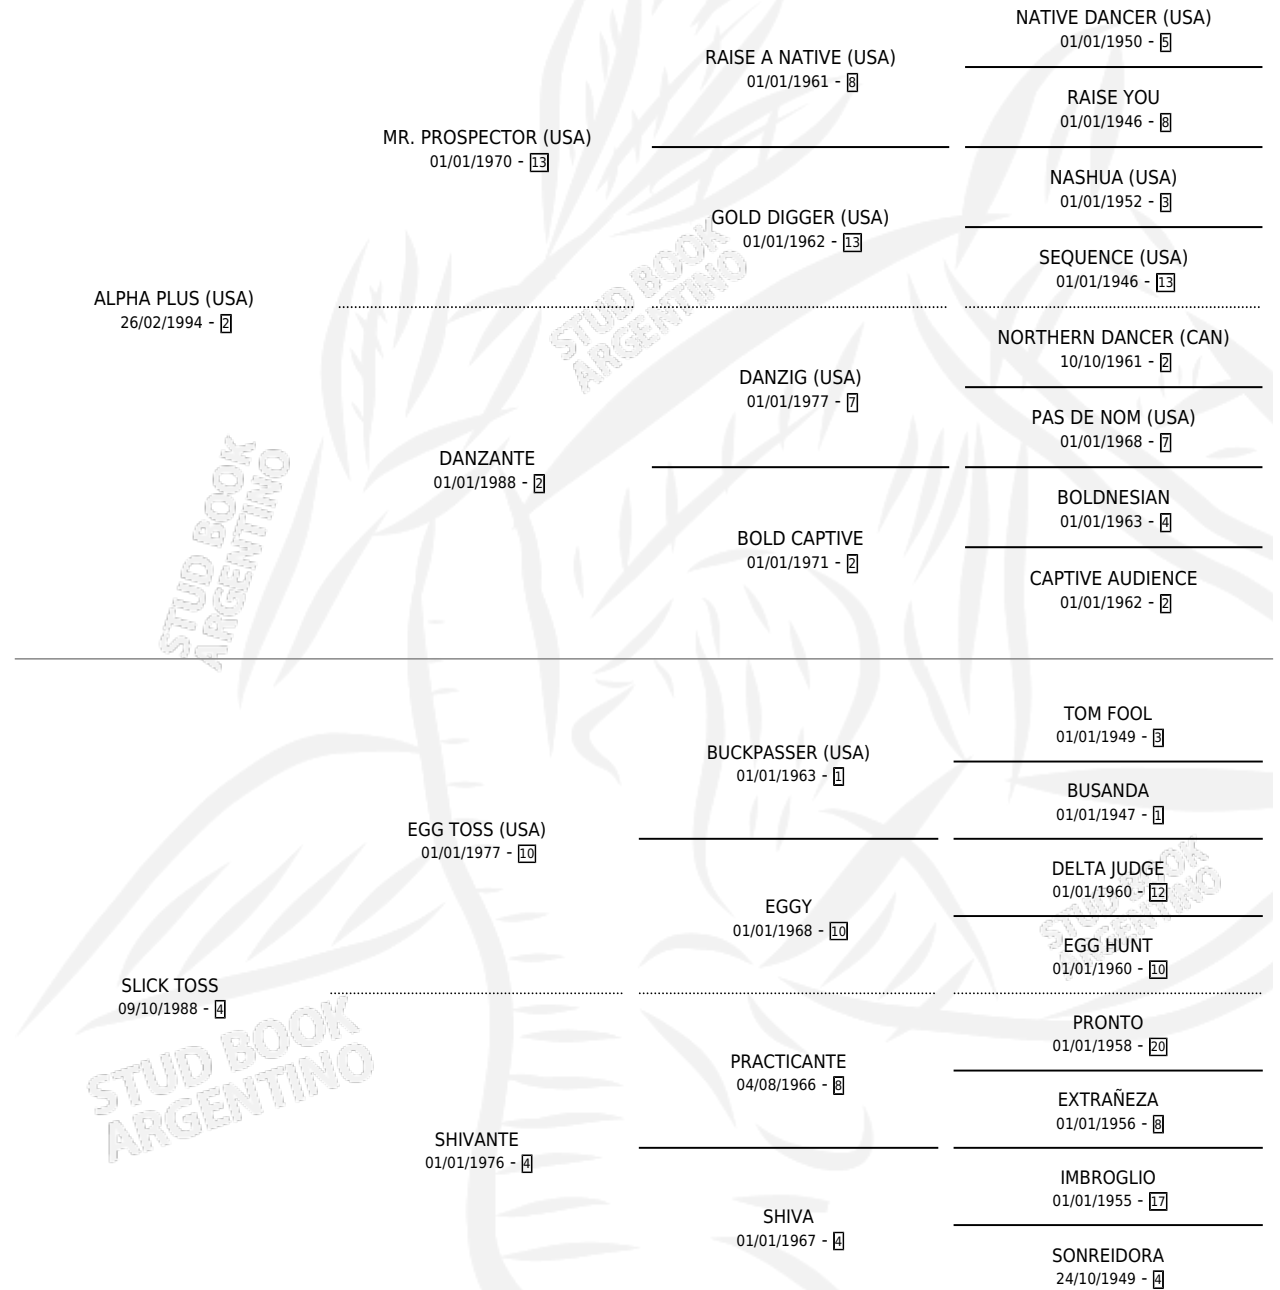 NATIVE DANCER (USA)
01/01/1950 - 5
RAISE A NATIVE (USA)
01/01/1961 - 8
RAISE YOU
01/01/1946 - 8
MR. PROSPECTOR (USA)
01/01/1970 - 13
NASHUA (USA)
01/01/1952 - 3
GOLD DIGGER (USA)
01/01/1962 - 13
SEQUENCE (USA)
01/01/1946 - 13
ALPHA PLUS (USA)
26/02/1994 - 2
STUD BOOK
ARGENTINO
NORTHERN DANCER (CAN)
10/10/1961 - 2
DANZIG (USA)
01/01/1977 - 7
PAS DE NOM (USA)
01/01/1968 - 7
DANZANTE
01/01/1988 - 2
STUD BOOK
ARGENTINO
BOLDNESIAN
01/01/1963 - 4
BOLD CAPTIVE
01/01/1971 - 2
CAPTIVE AUDIENCE
01/01/1962 - 2
TOM FOOL
01/01/1949 - 3
BUCKPASSER (USA)
01/01/1963 - 1
BUSANDA
01/01/1947 - 1
EGG TOSS (USA)
01/01/1977 - 10
DELTA JUDGE
01/01/1960 - 12
STUD BOOK
ARGENTINO
EGGY
01/01/1968 - 10
EGG HUNT
01/01/1960 - 10
SLICK TOSS
09/10/1988 - 4
STUD BOOK
ARGENTINO
PRONTO
01/01/1958 - 20
PRACTICANTE
04/08/1966 - 8
EXTRAÑEZA
01/01/1956 - 8
SHIVANTE
01/01/1976 - 4
IMBROGLIO
01/01/1955 - 17
SHIVA
01/01/1967 - 4
SONREIDORA
24/10/1949 - 4